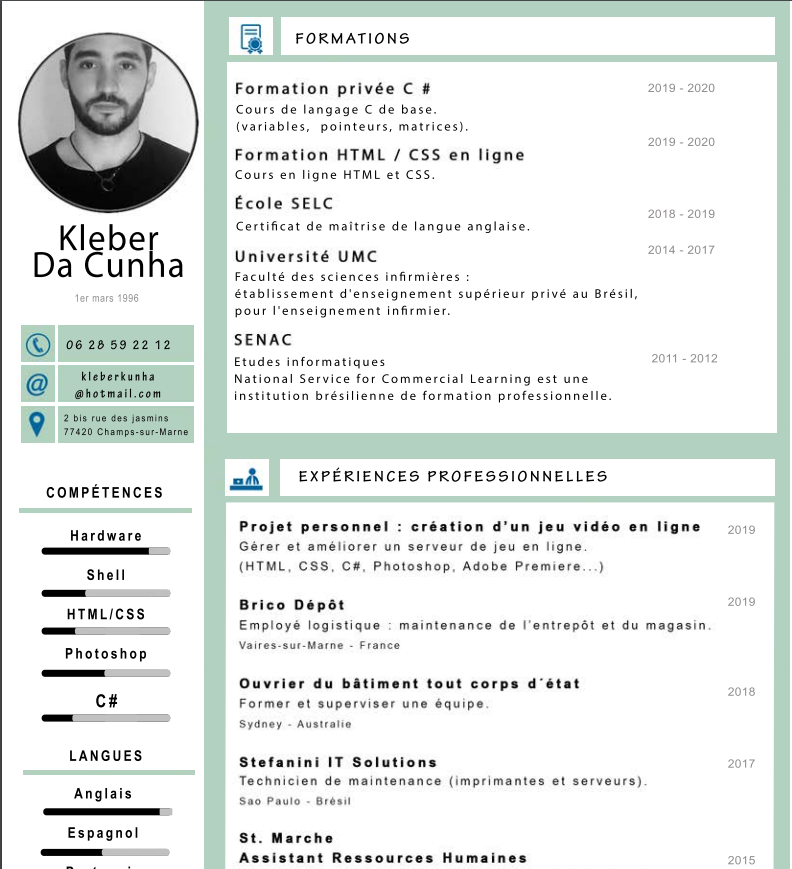 Kleber
Da Cunha
1er mars 1996
06 28 59 22 12
kleberkunha
@hotmail.com
2 bis rue des jasmins
77420 Champs-sur-Marne
COMPÉTENCES
Hardware
Shell
HTML/CSS
Photoshop
C#
LANGUES
Anglais
Espagnol
FORMATIONS
Formation privée C # 2019 - 2020
Cours de langage C de base.
(variables, pointeurs, matrices).
Formation HTML / CSS en ligne 2019 - 2020
Cours en ligne HTML et CSS.
École SELC 2018 - 2019
Certificat de maîtrise de langue anglaise.
Université UMC 2014 - 2017
Faculté des sciences infirmières :
établissement d'enseignement supérieur privé au Brésil,
pour l'enseignement infirmier.
SENAC
Etudes informatiques 2011 - 2012
National Service for Commercial Learning est une
institution brésilienne de formation professionnelle.
EXPÉRIENCES PROFESSIONNELLES
Projet personnel : création d'un jeu vidéo en ligne 2019
Gérer et améliorer un serveur de jeu en ligne.
(HTML, CSS, C#, Photoshop, Adobe Premiere...)
Brico Dépôt 2019
Employé logistique : maintenance de l'entrepôt et du magasin.
Vaires-sur-Marne - France
Ouvrier du bâtiment tout corps d´état 2018
Former et superviser une équipe.
Sydney - Australie
Stefanini IT Solutions 2017
Technicien de maintenance (imprimantes et serveurs).
Sao Paulo - Brésil
St. Marche
Assistant Ressources Humaines 2015